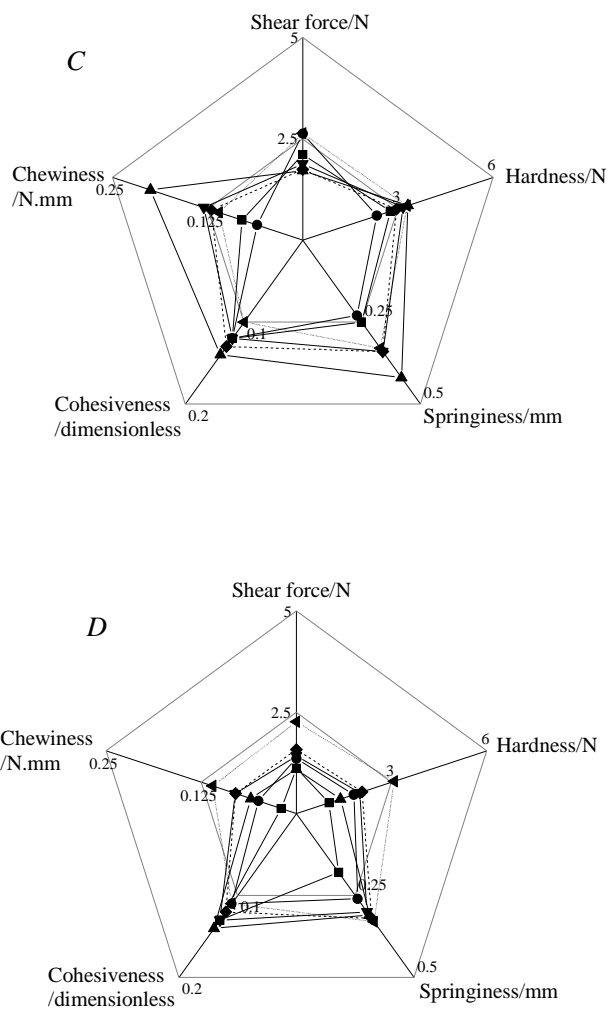 Shear force/N
5
C
2.5
Chewiness
/N.mm
0.25
0.125
6
Hardness/N
3
0.25
0.1
Cohesiveness
/dimensionless
0.2
0.5
Springiness/mm
Shear force/N
5
D
2.5
Chewiness
/N.mm
0.25
0.125
6
Hardness/N
3
0.25
0.1
Cohesiveness
/dimensionless
0.2
0.5
Springiness/mm